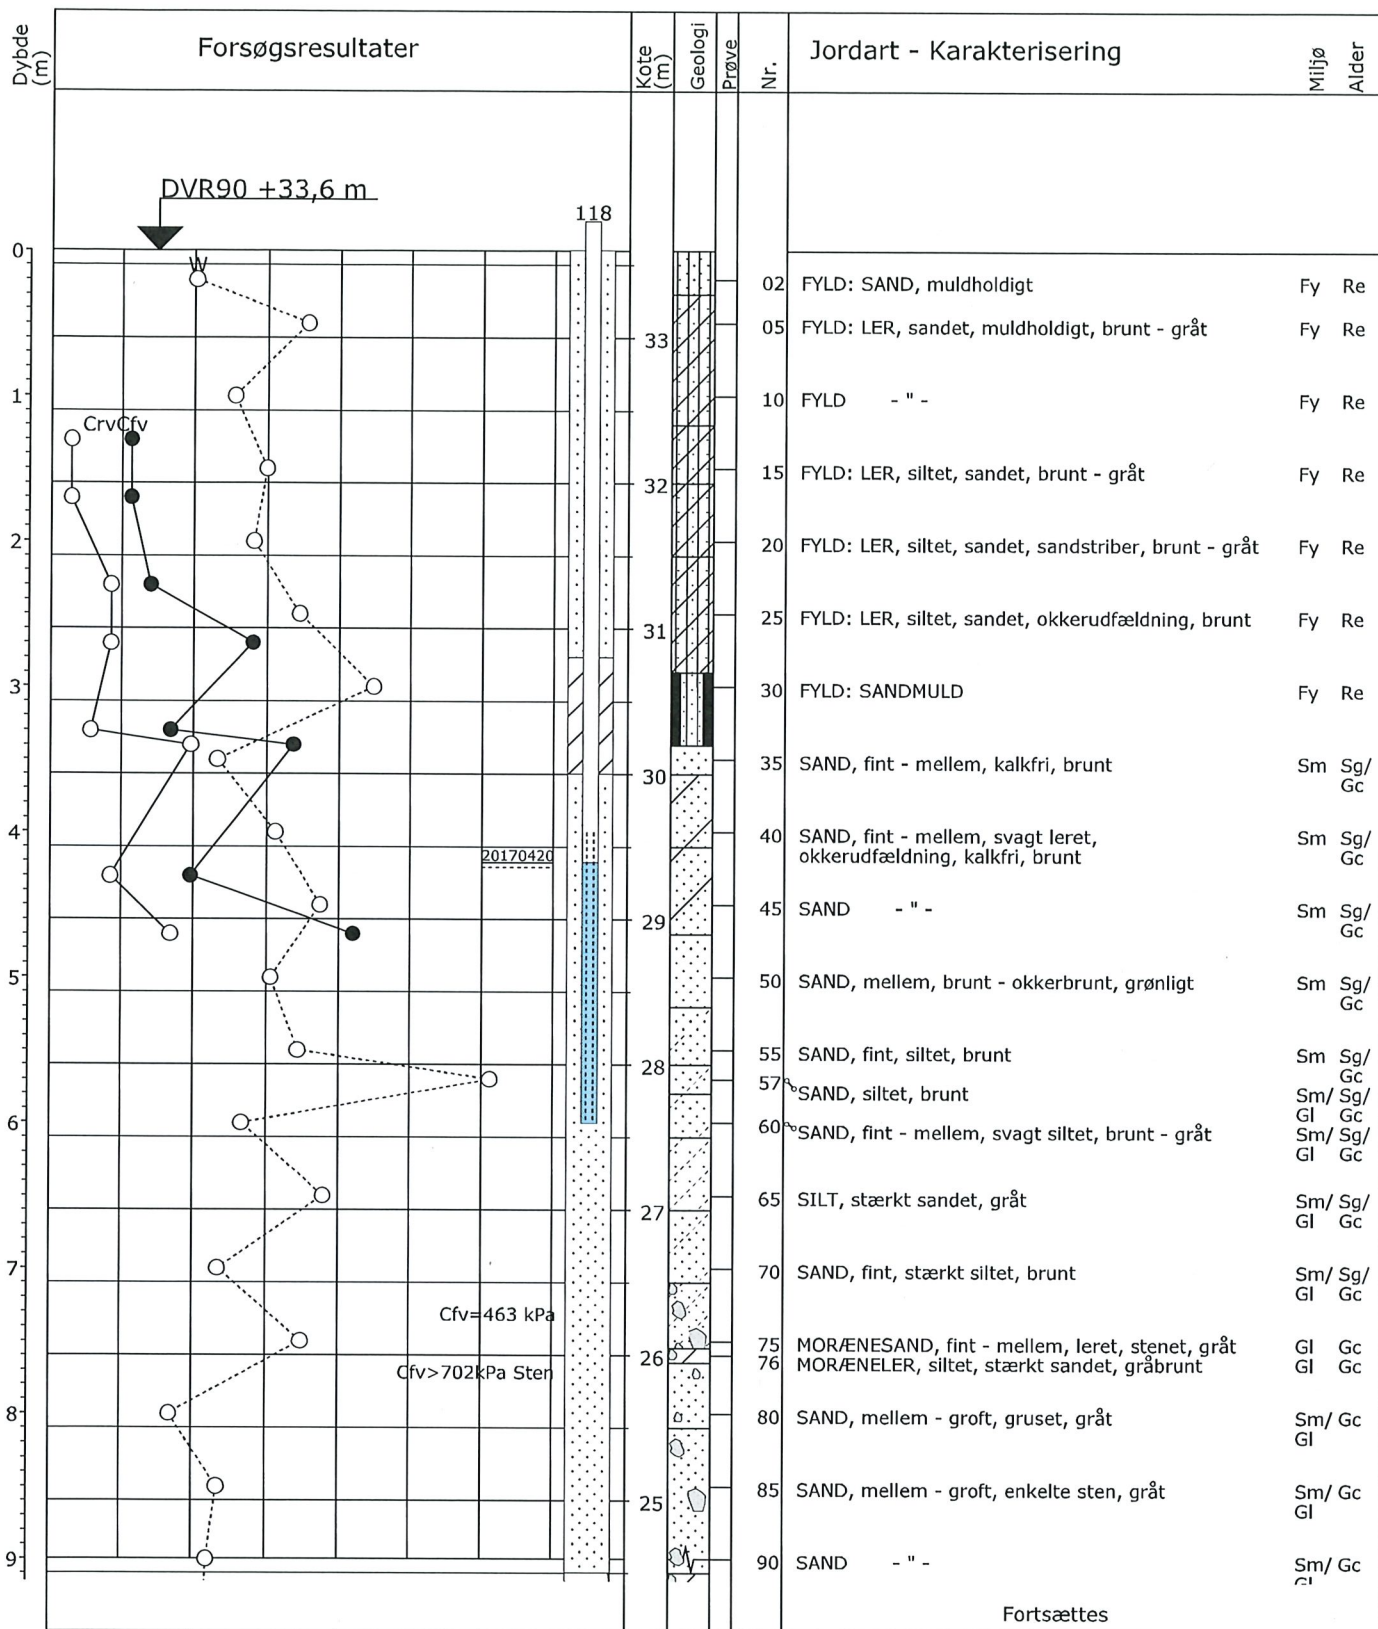 Dybde (m)
Forsøgsresultater
Kote (m)
Geologi
Prøve
Nr.
Jordart - Karakterisering
Miljø
Alder
DVR90 +33,6 m
118
0
W
02 FYLD: SAND, muldholdigt Fy Re
05 FYLD: LER, sandet, muldholdigt, brunt - gråt Fy Re
33
1
10 FYLD - " - Fy Re
Crv Cfv
15 FYLD: LER, siltet, sandet, brunt - gråt Fy Re
32
2
20 FYLD: LER, siltet, sandet, sandstriber, brunt - gråt Fy Re
25 FYLD: LER, siltet, sandet, okkerudfældning, brunt Fy Re
31
3
30 FYLD: SANDMULD Fy Re
35 SAND, fint - mellem, kalkfri, brunt Sm Sg/
Gc
30
4
40 SAND, fint - mellem, svagt leret, Sm Sg/
okkerudfældning, kalkfri, brunt Gc
20170420
45 SAND - " - Sm Sg/
Gc
29
5
50 SAND, mellem, brunt - okkerbrunt, grønligt Sm Sg/
Gc
55 SAND, fint, siltet, brunt Sm Sg/
Gc
28
57 SAND, siltet, brunt Sm/ Sg/
Gl Gc
6
60 SAND, fint - mellem, svagt siltet, brunt - gråt Sm/ Sg/
Gl Gc
65 SILT, stærkt sandet, gråt Sm/ Sg/
Gl Gc
27
7
70 SAND, fint, stærkt siltet, brunt Sm/ Sg/
Gl Gc
Cfv=463 kPa
75 MORÆNESAND, fint - mellem, leret, stenet, gråt Gl Gc
26
76 MORÆNELER, siltet, stærkt sandet, gråbrunt Gl Gc
Cfv>702kPa Sten
8
80 SAND, mellem - groft, gruset, gråt Sm/ Gc
Gl
85 SAND, mellem - groft, enkelte sten, gråt Sm/ Gc
Gl
25
9
90 SAND - " - Sm/ Gc
Gl
Fortsættes